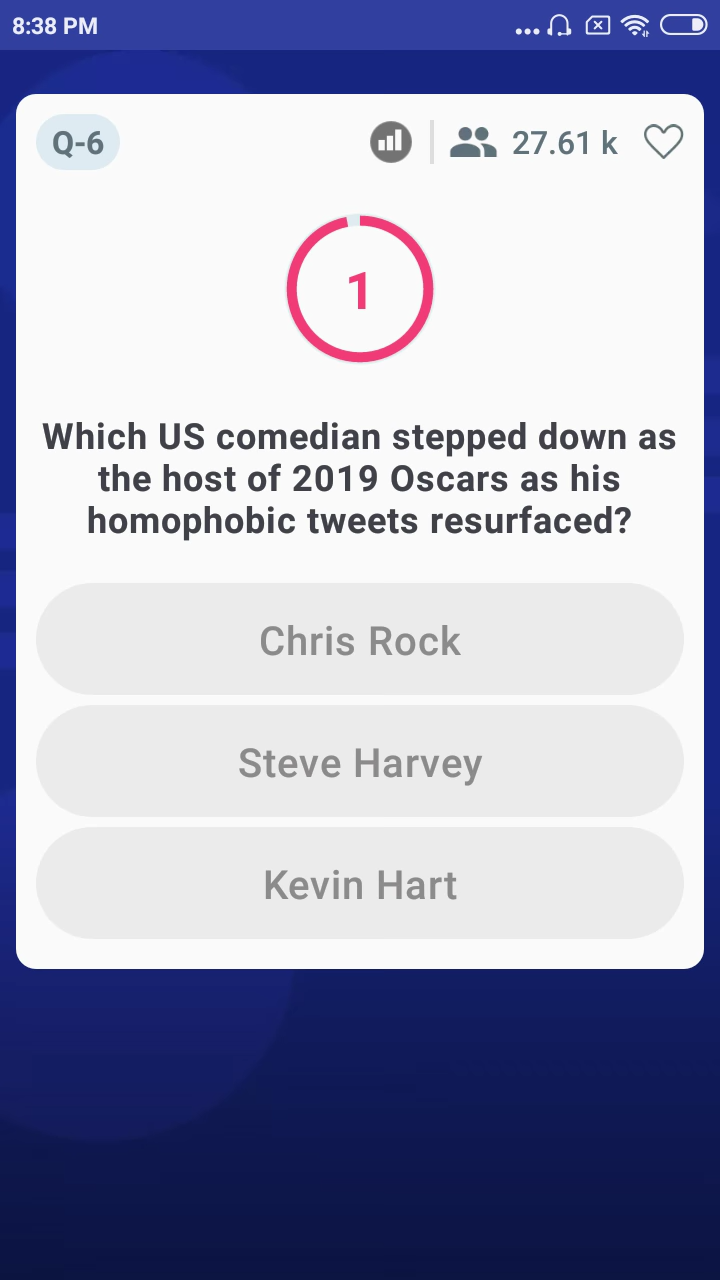 8:38 PM
Q-6
27.61 k
1
Which US comedian stepped down as
the host of 2019 Oscars as his
homophobic tweets resurfaced?
Chris Rock
Steve Harvey
Kevin Hart